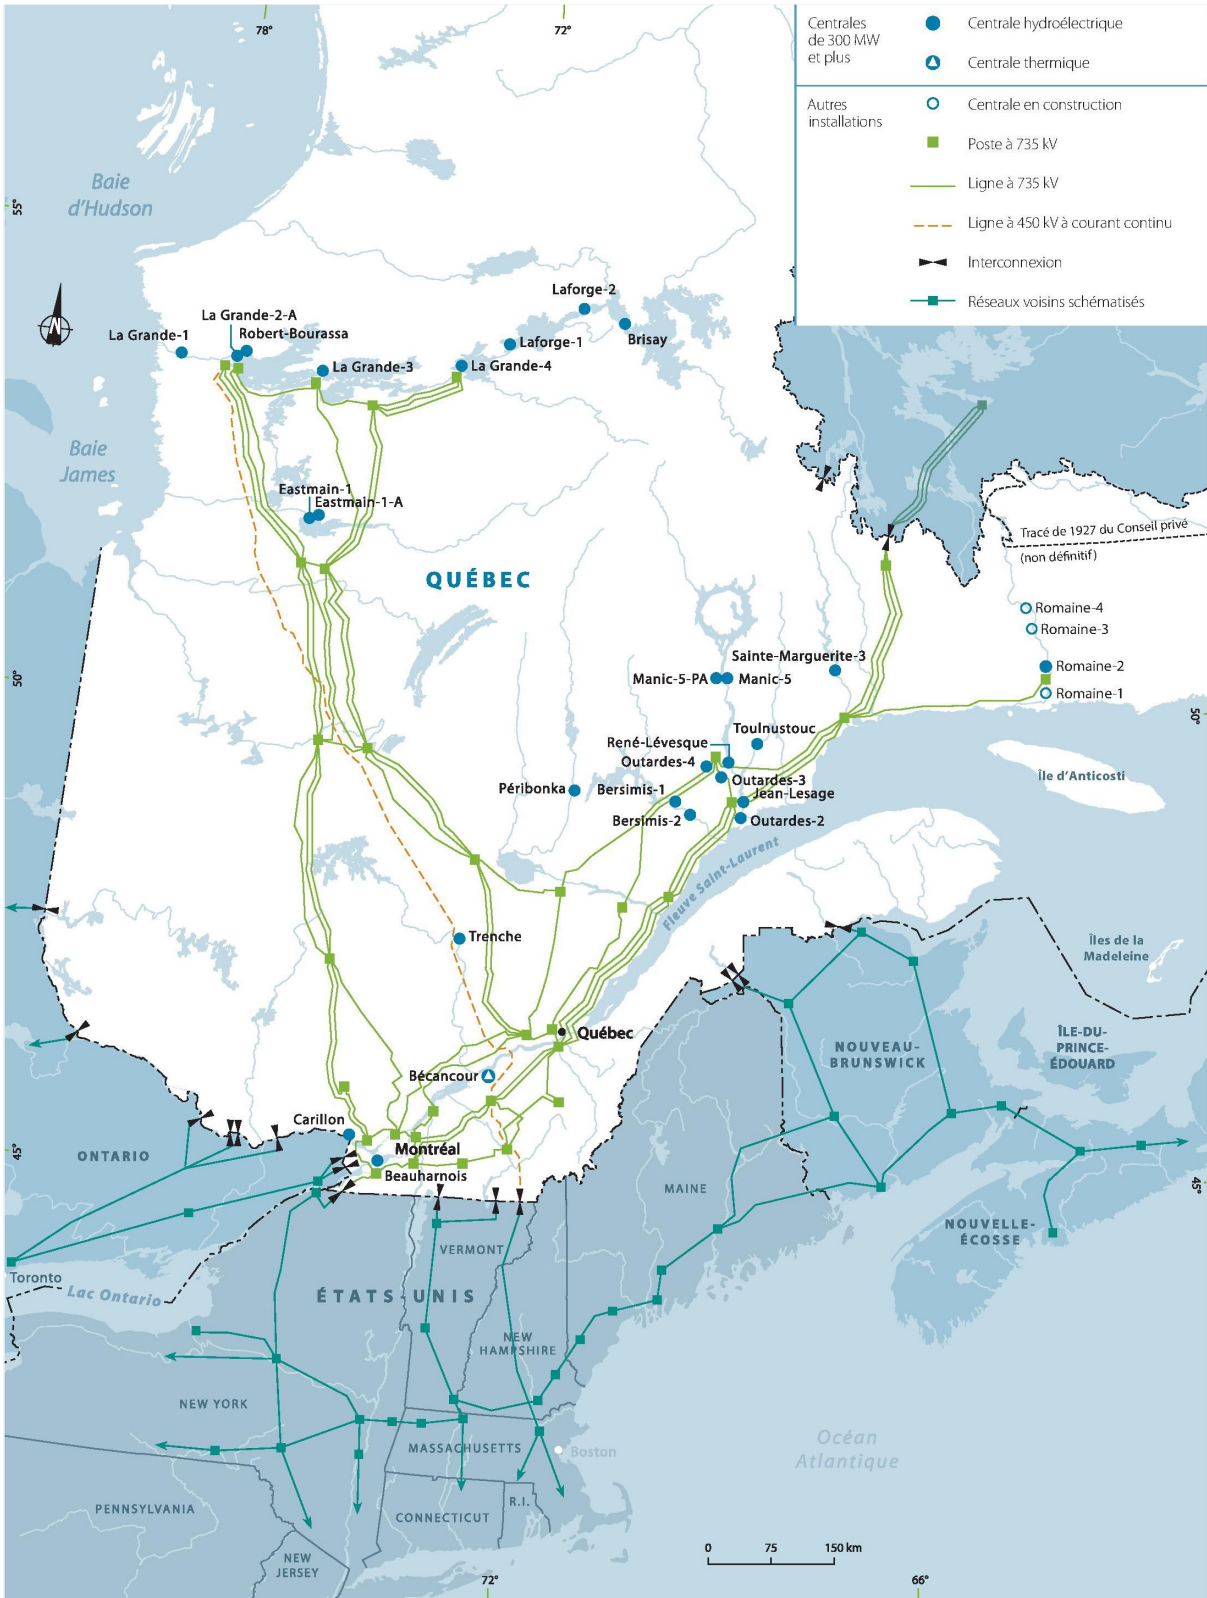 78°
72°
Centrales
de 300 MW
et plus
Centrale hydroélectrique
Centrale thermique
Autres
installations
Centrale en construction
Poste à 735 kV
Ligne à 735 kV
Ligne à 450 kV à courant continu
Interconnexion
Réseaux voisins schématisés
Baie
d'Hudson
55°
N
Laforge-2
La Grande-2-A
La Grande-1
Robert-Bourassa
Brisay
Laforge-1
La Grande-3
La Grande-4
Baie
James
Eastmain-1
Eastmain-1-A
Tracé de 1927 du Conseil privé
(non définitif)
QUÉBEC
Romaine-4
Romaine-3
Sainte-Marguerite-3
Romaine-2
50°
Manic-5-PA
Manic-5
Romaine-1
50°
Toulnustouc
René-Lévesque
Outardes-4
Île d'Anticosti
Outardes-3
Péribonka
Bersimis-1
Jean-Lesage
Bersimis-2
Outardes-2
Fleuve Saint-Laurent
Trenche
Îles de la
Madeleine
Québec
NOUVEAU-
BRUNSWICK
ÎLE-DU-
PRINCE-
ÉDOUARD
Bécancour
Carillon
Montréal
45°
ONTARIO
Beauharnois
MAINE
45°
NOUVELLE-
ÉCOSSE
VERMONT
Toronto
Lac Ontario
ÉTATS-UNIS
NEW
HAMPSHIRE
NEW YORK
MASSACHUSETTS
Boston
Océan
Atlantique
PENNSYLVANIA
R.I.
CONNECTICUT
0 75 150 km
NEW
JERSEY
72°
66°